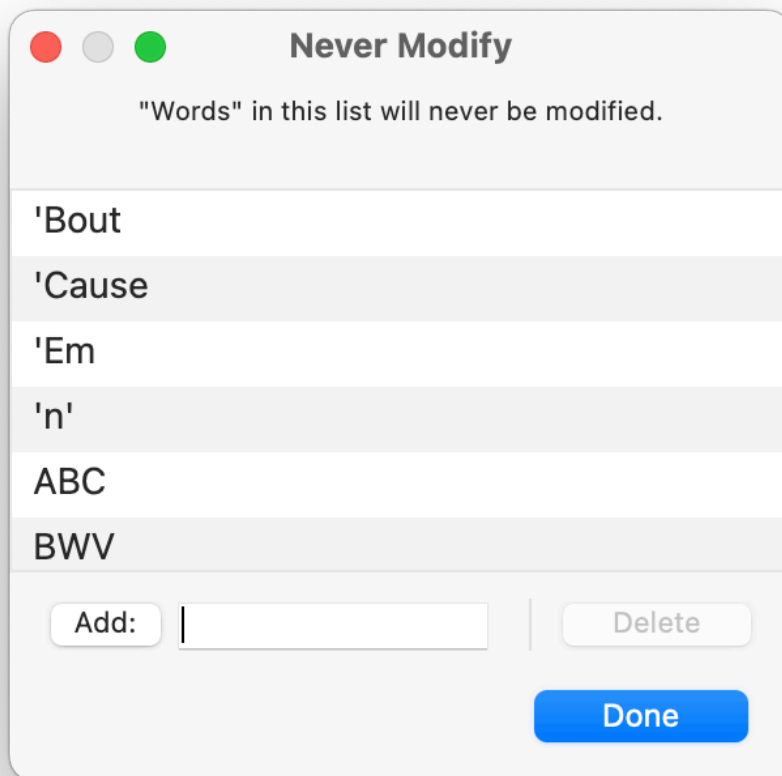 Never Modify
"Words" in this list will never be modified.
'Bout
'Cause
'Em
'n'
ABC
BWV
Add:
Delete
Done